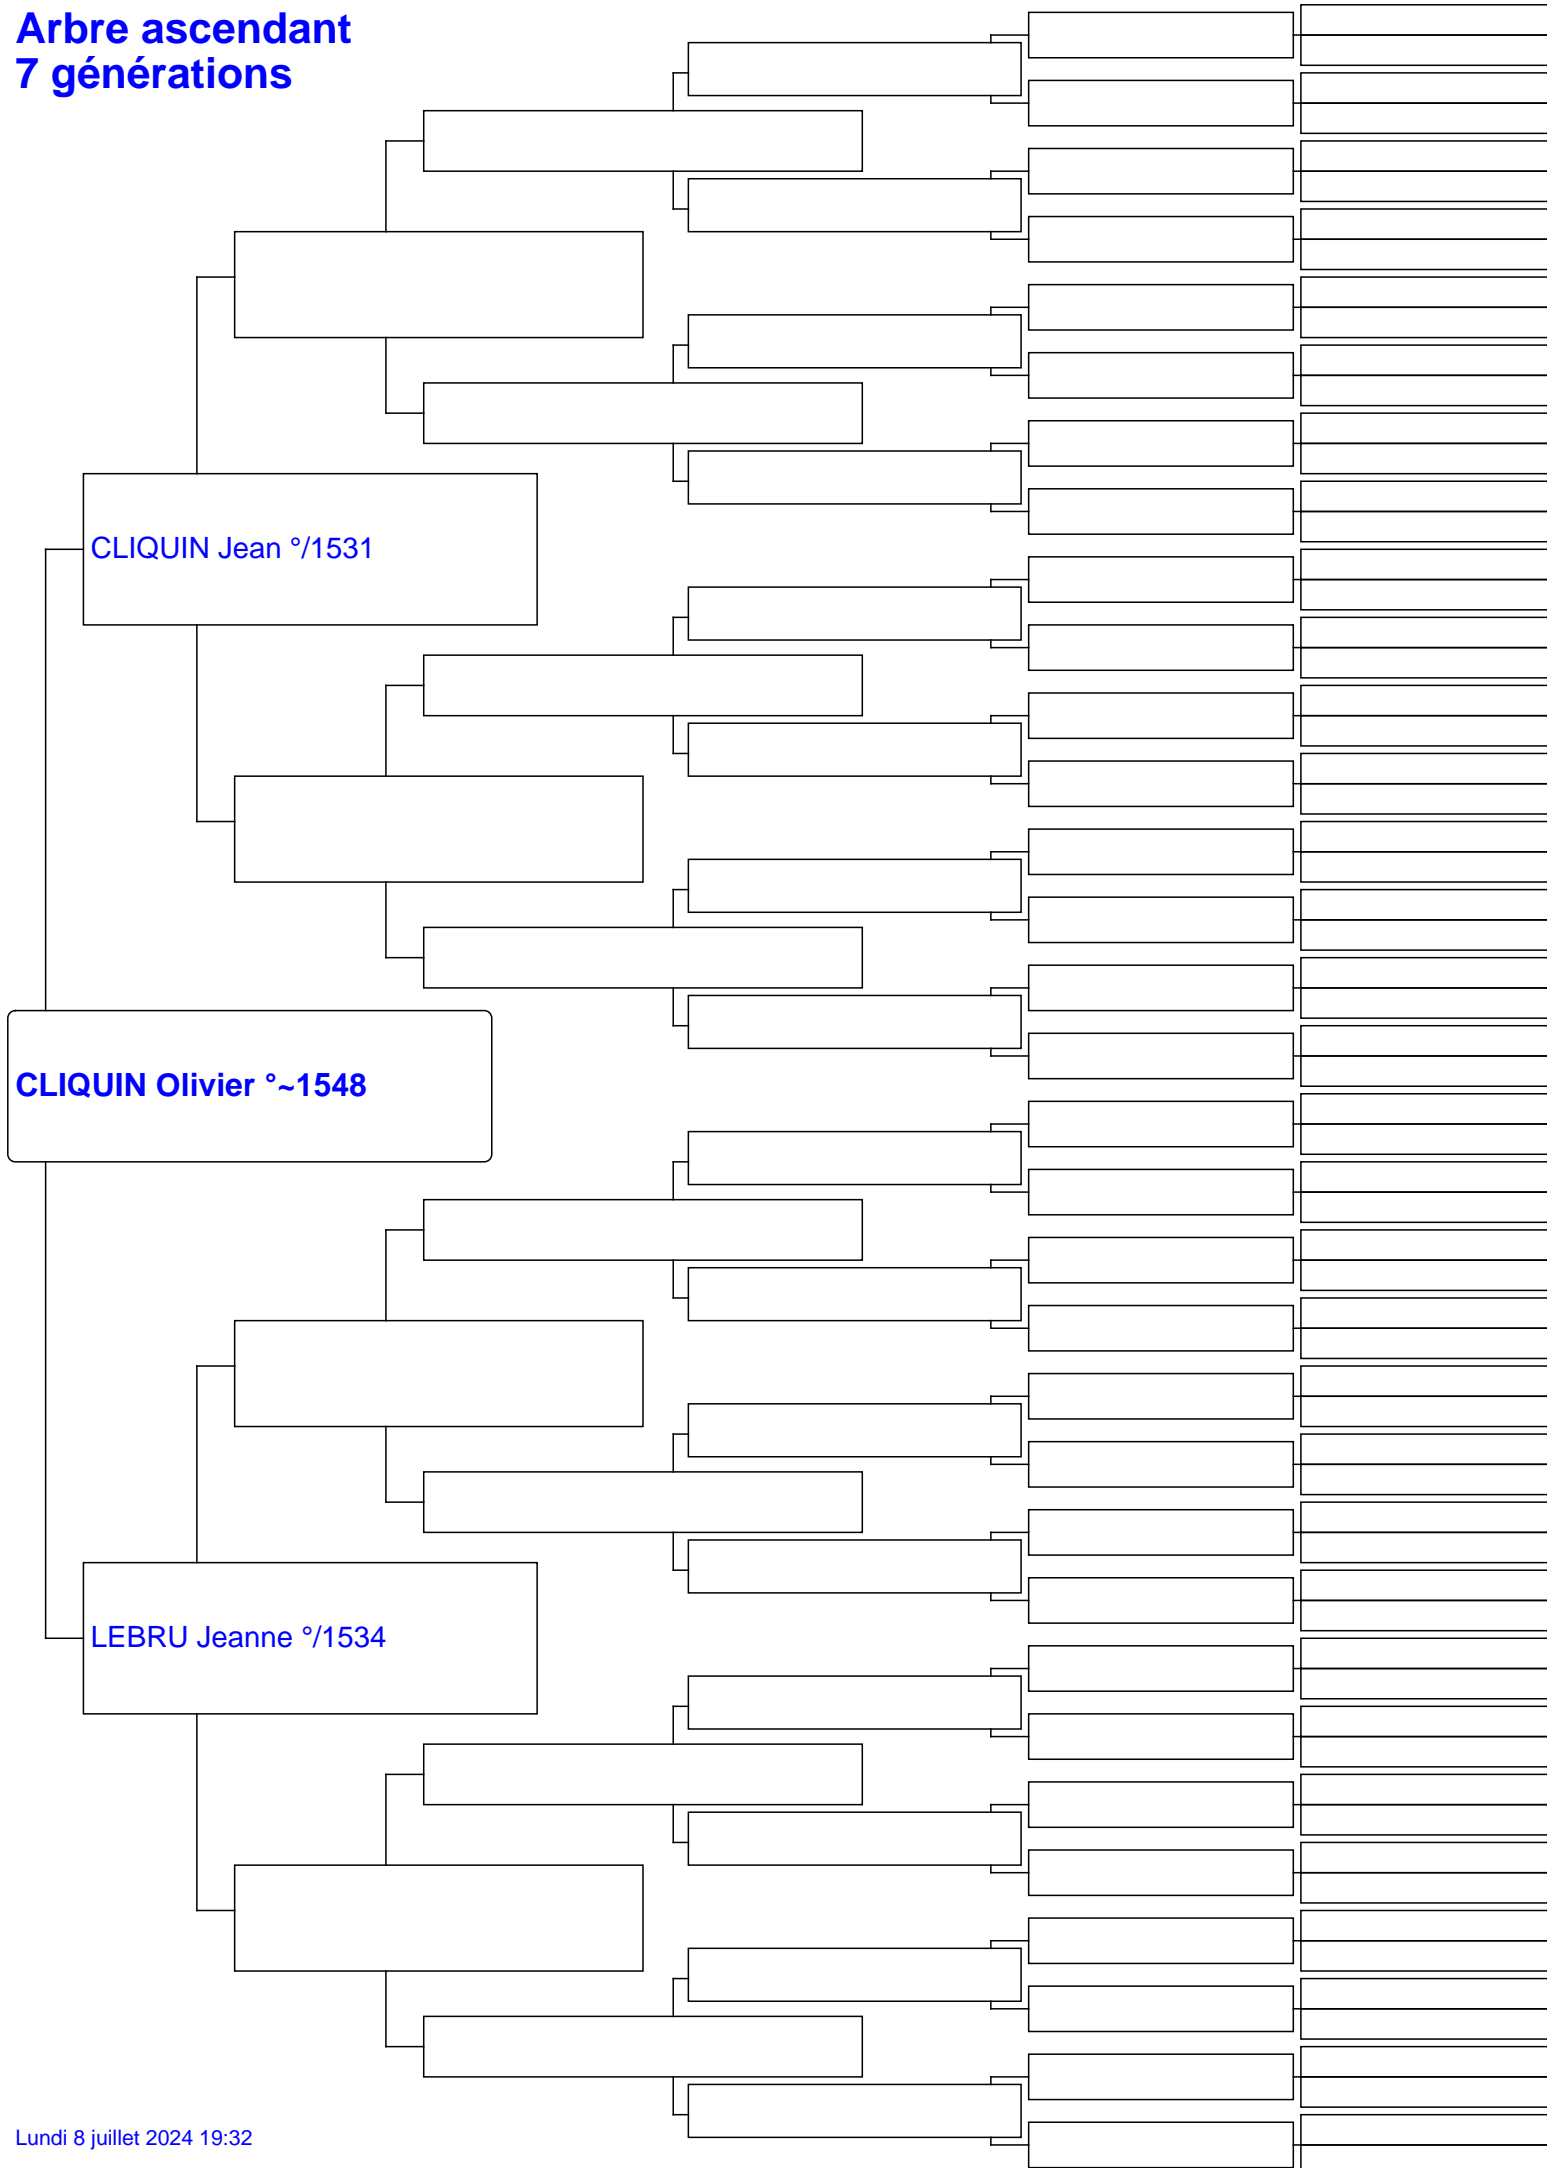 Arbre ascendant
7 générations
CLIQUIN Jean °/1531
CLIQUIN Olivier °~1548
LEBRU Jeanne °/1534
Lundi 8 juillet 2024 19:32